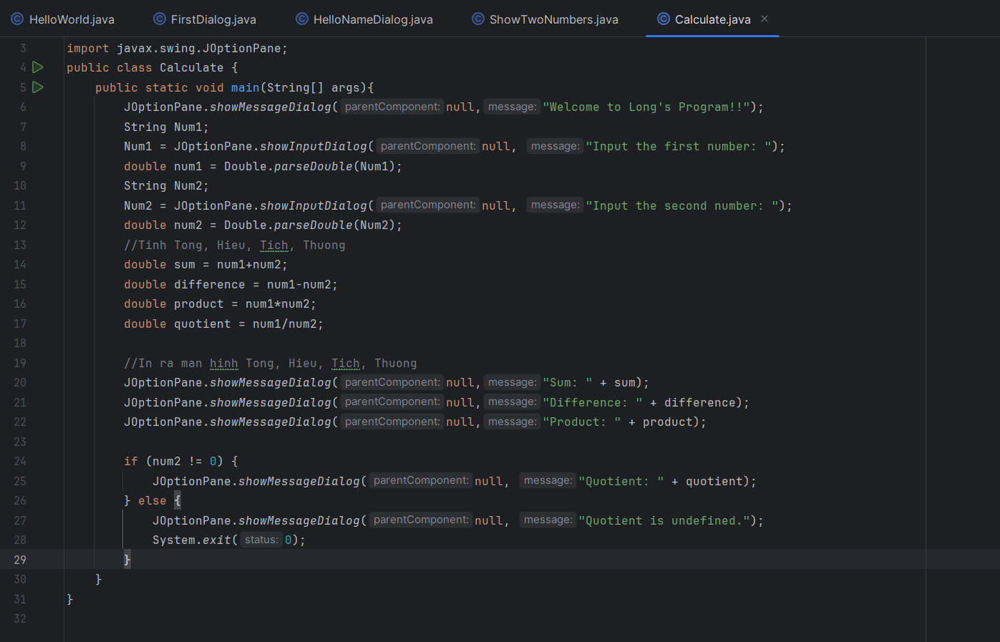 HelloWorld.java FirstDialog.java HelloNameDialog.java ShowTwoNumbers.java Calculate.java
3 import javax.swing.JOptionPane;
4 public class Calculate {
5 public static void main(String[] args){
6 JOptionPane.showMessageDialog( parentComponent: null, message: "Welcome to Long's Program!!");
7 String Num1;
8 Num1 = JOptionPane.showInputDialog( parentComponent: null, message: "Input the first number: ");
9 double num1 = Double.parseDouble(Num1);
10 String Num2;
11 Num2 = JOptionPane.showInputDialog( parentComponent: null, message: "Input the second number: ");
12 double num2 = Double.parseDouble(Num2);
13 //Tinh Tong, Hieu, Tich, Thuong
14 double sum = num1+num2;
15 double difference = num1-num2;
16 double product = num1*num2;
17 double quotient = num1/num2;
18
19 //In ra man hinh Tong, Hieu, Tich, Thuong
20 JOptionPane.showMessageDialog( parentComponent: null, message: "Sum: " + sum);
21 JOptionPane.showMessageDialog( parentComponent: null, message: "Difference: " + difference);
22 JOptionPane.showMessageDialog( parentComponent: null, message: "Product: " + product);
23
24 if (num2 != 0) {
25 JOptionPane.showMessageDialog( parentComponent: null, message: "Quotient: " + quotient);
26 } else {
27 JOptionPane.showMessageDialog( parentComponent: null, message: "Quotient is undefined.");
28 System.exit( status: 0);
29 }
30 }
31 }
32